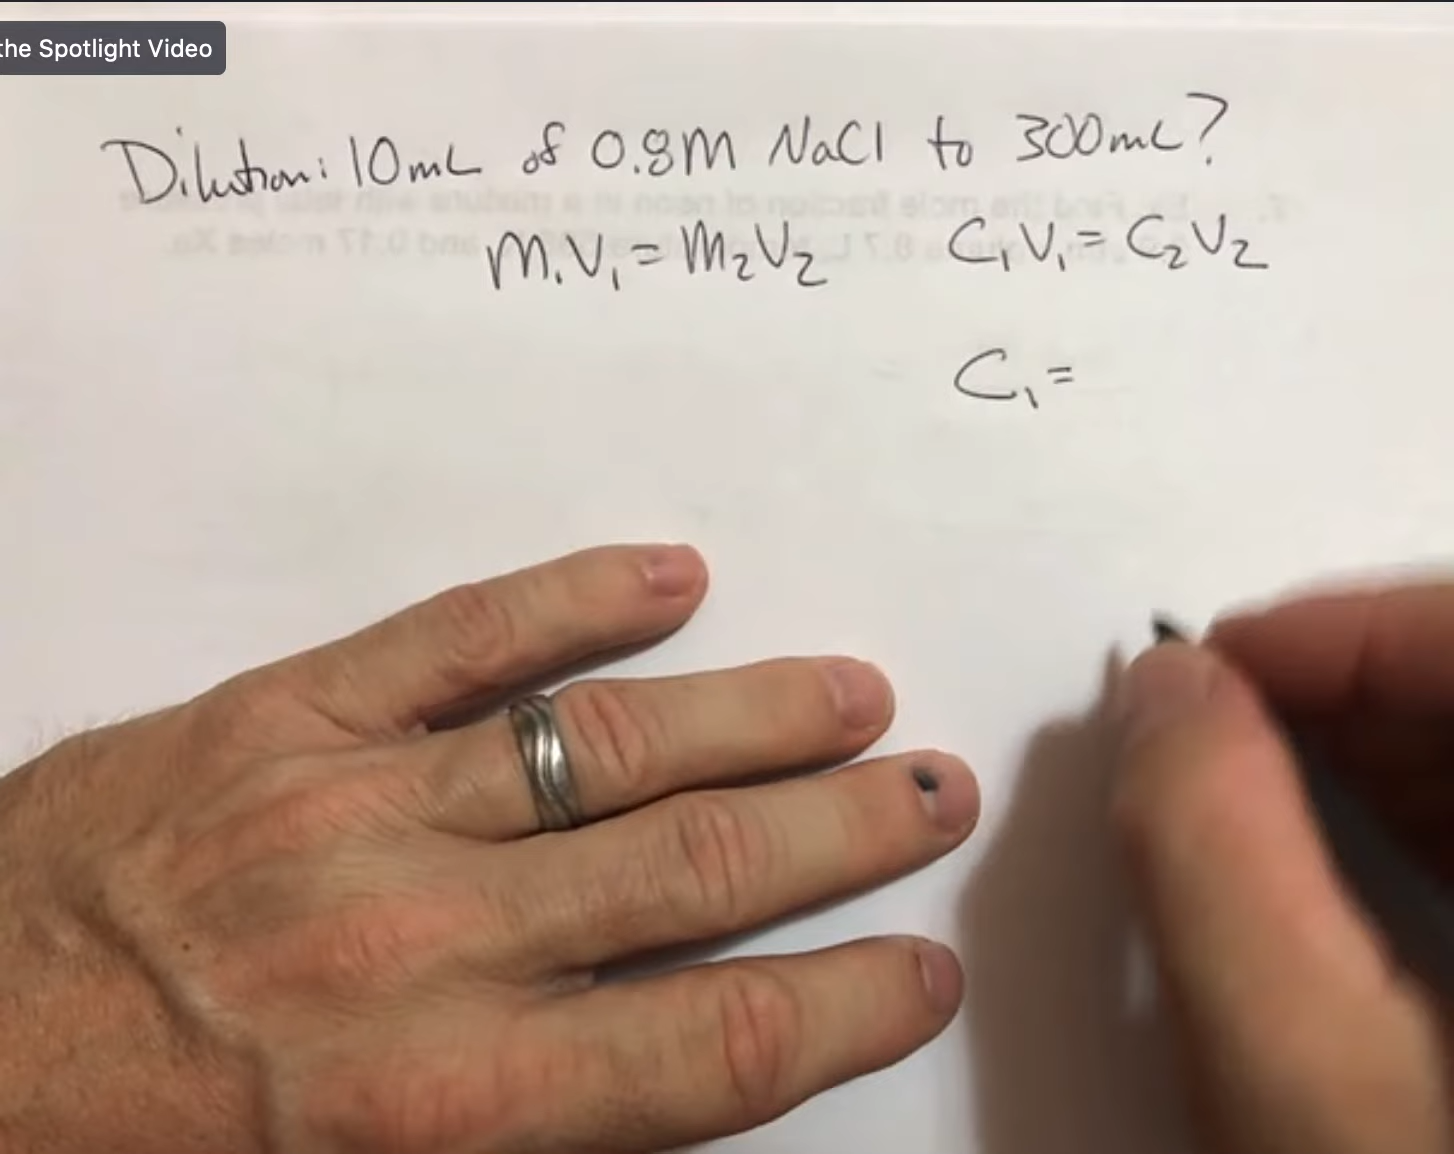 the Spotlight Video
Dilution: 10mL of 0.8M NaCl to 300mL?
M₁V₁ = M₂V₂ C₁V₁ = C₂V₂
C₁ =